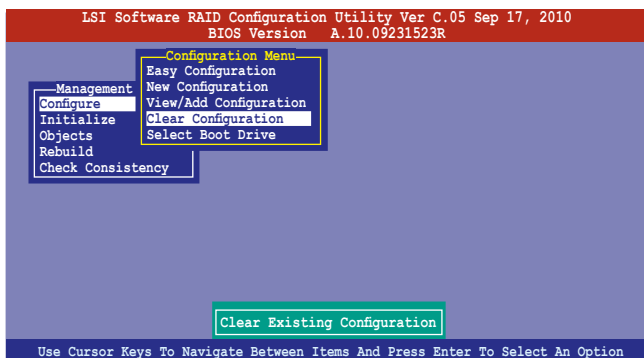 LSI Software RAID Configuration Utility Ver C.05 Sep 17, 2010
BIOS Version A.10.09231523R
Configuration Menu
Easy Configuration
New Configuration
View/Add Configuration
Clear Configuration
Select Boot Drive
Management
Configure
Initialize
Objects
Rebuild
Check Consistency
Clear Existing Configuration
Use Cursor Keys To Navigate Between Items And Press Enter To Select An Option